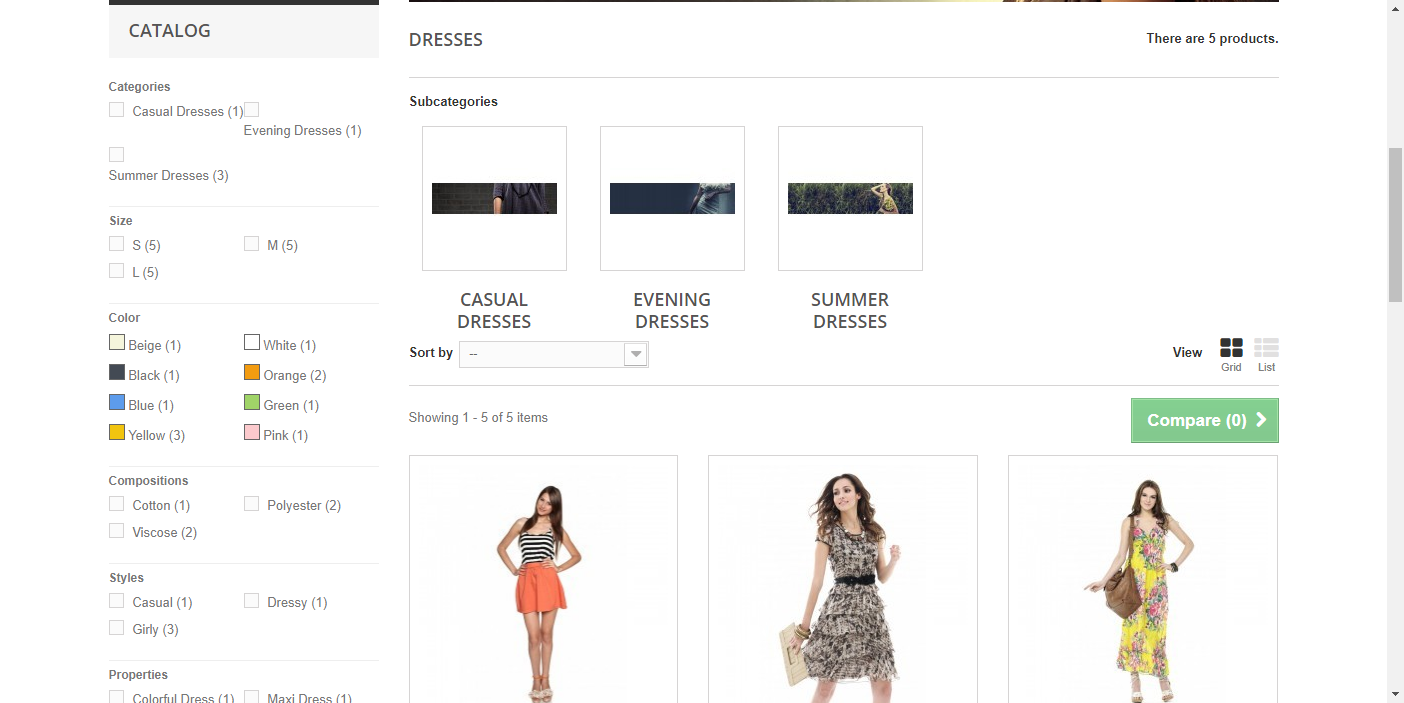 CATALOG
Categories
Casual Dresses (1)
Evening Dresses (1)
Summer Dresses (3)
Size
S (5)
M (5)
L (5)
Color
Beige (1)
White (1)
Black (1)
Orange (2)
Blue (1)
Green (1)
Yellow (3)
Pink (1)
Compositions
Cotton (1)
Polyester (2)
Viscose (2)
Styles
Casual (1)
Dressy (1)
Girly (3)
Properties
Colorful Dress (1)
Maxi Dress (1)
DRESSES
There are 5 products.
Subcategories
CASUAL
DRESSES
EVENING
DRESSES
SUMMER
DRESSES
Sort by
--
View
Grid
List
Showing 1 - 5 of 5 items
Compare (0)